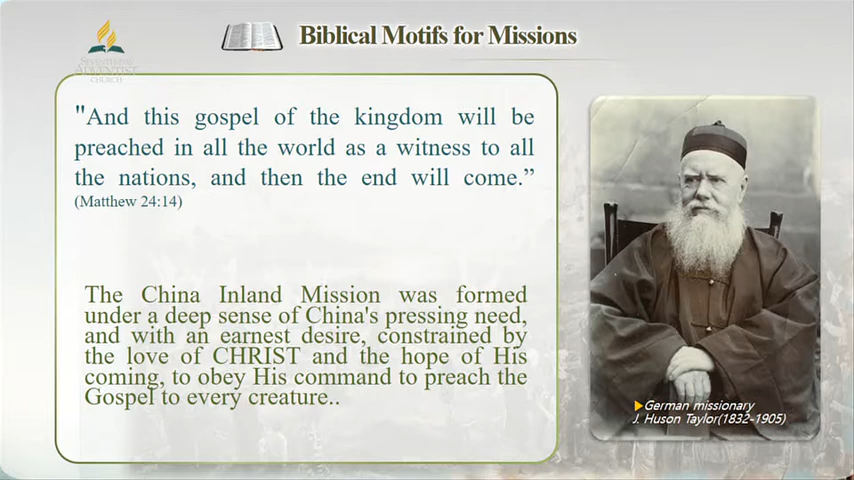 Biblical Motifs for Missions
SEVENTH-DAY
ADVENTIST
CHURCH
"And this gospel of the kingdom will be
preached in all the world as a witness to all
the nations, and then the end will come.”
(Matthew 24:14)
The China Inland Mission was formed
under a deep sense of China's pressing need,
and with an earnest desire, constrained by
the love of CHRIST and the hope of His
coming, to obey His command to preach the
Gospel to every creature..
German missionary
J. Huson Taylor(1832-1905)